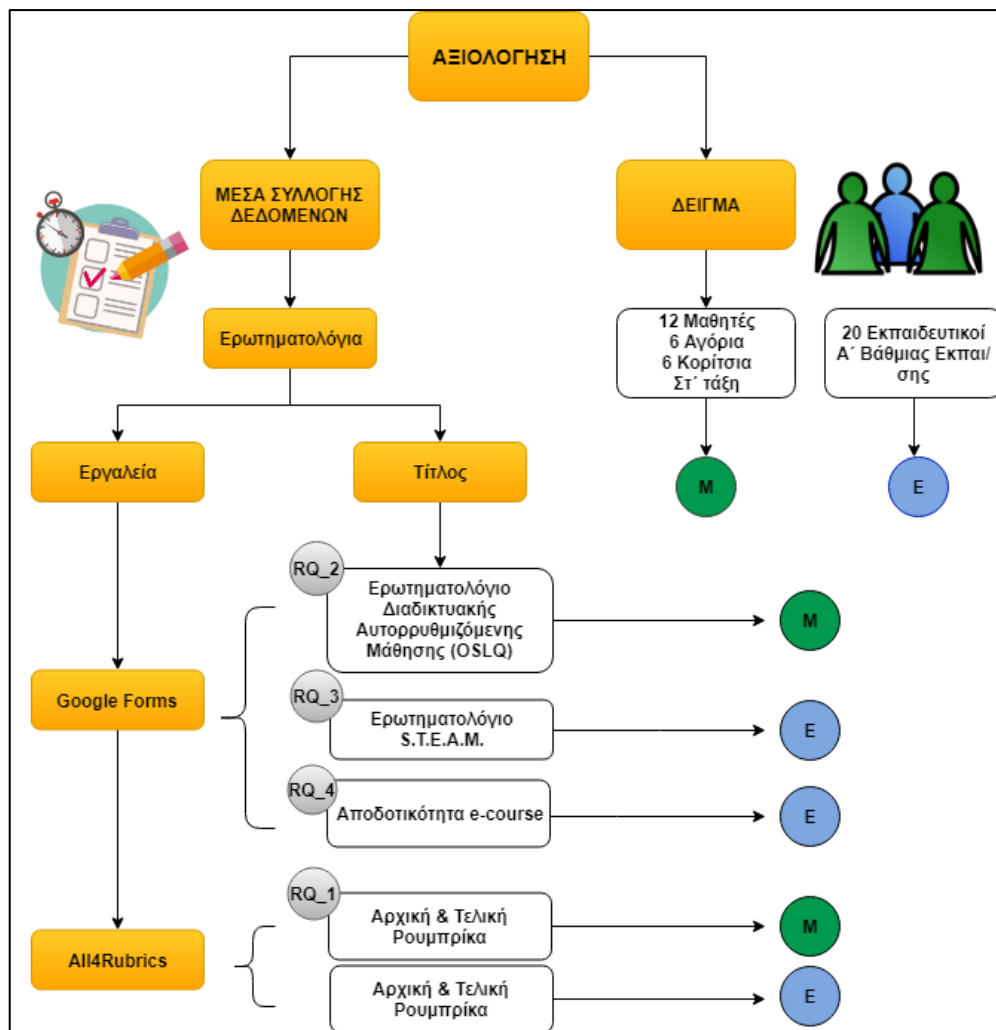 ΑΞΙΟΛΟΓΗΣΗ
ΜΕΣΑ ΣΥΛΛΟΓΗΣ
ΔΕΔΟΜΕΝΩΝ
ΔΕΙΓΜΑ
Ερωτηματολόγια
12 Μαθητές
6 Αγόρια
6 Κορίτσια
Στ΄ τάξη
20 Εκπαιδευτικοί
Α΄ Βάθμιας Εκπαι/
σης
Εργαλεία
Τίτλος
Μ
Ε
RQ_2
Ερωτηματολόγιο
Διαδικτυακής
Αυτορρυθμιζόμενης
Μάθησης (OSLQ)
Μ
Google Forms
RQ_3
Ερωτηματολόγιο
S.T.E.A.M.
Ε
RQ_4
Αποδοτικότητα e-course
Ε
RQ_1
Αρχική & Τελική
Ρουμπρίκα
Μ
All4Rubrics
Αρχική & Τελική
Ρουμπρίκα
Ε